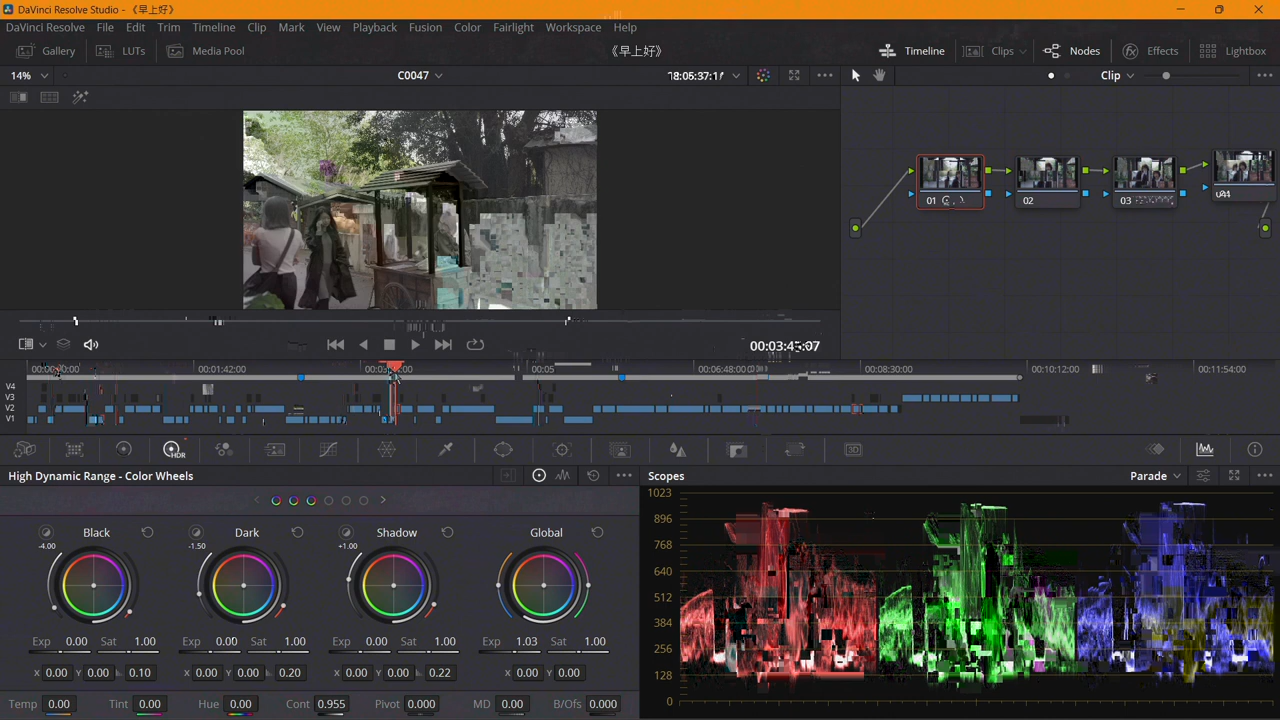 DaVinci Resolve Studio - 《早上好》
DaVinci Resolve File Edit Trim Timeline Clip Mark View Playback Fusion Color Fairlight Workspace Help
Gallery LUTs Media Pool 《早上好》 Timeline Clips Nodes Effects Lightbox
14% C0047 Clip
01 02 03
00:01:42:00 00:05 00:08:30:00 00:10:12:00 00:11:54:00
V4
V3
V2
V1
HDR 3D
High Dynamic Range - Color Wheels Scopes Parade
Black Dark Shadow Global
-4.00 -1.50 +1.00
Exp 0.00 Sat 1.00 Exp 0.00 Sat 1.00 Exp 0.00 Sat 1.00 Exp 1.03 Sat 1.00
X 0.00 Y 0.00 0.10 X 0.00 Y 0.00 0.20 X 0.00 Y 0.00 0.22 X 0.00 Y 0.00
Temp 0.00 Tint 0.00 Hue 0.00 Cont 0.955 Pivot 0.000 MD 0.00 B/Ofs 0.000
1023
896
768
640
512
384
256
128
0